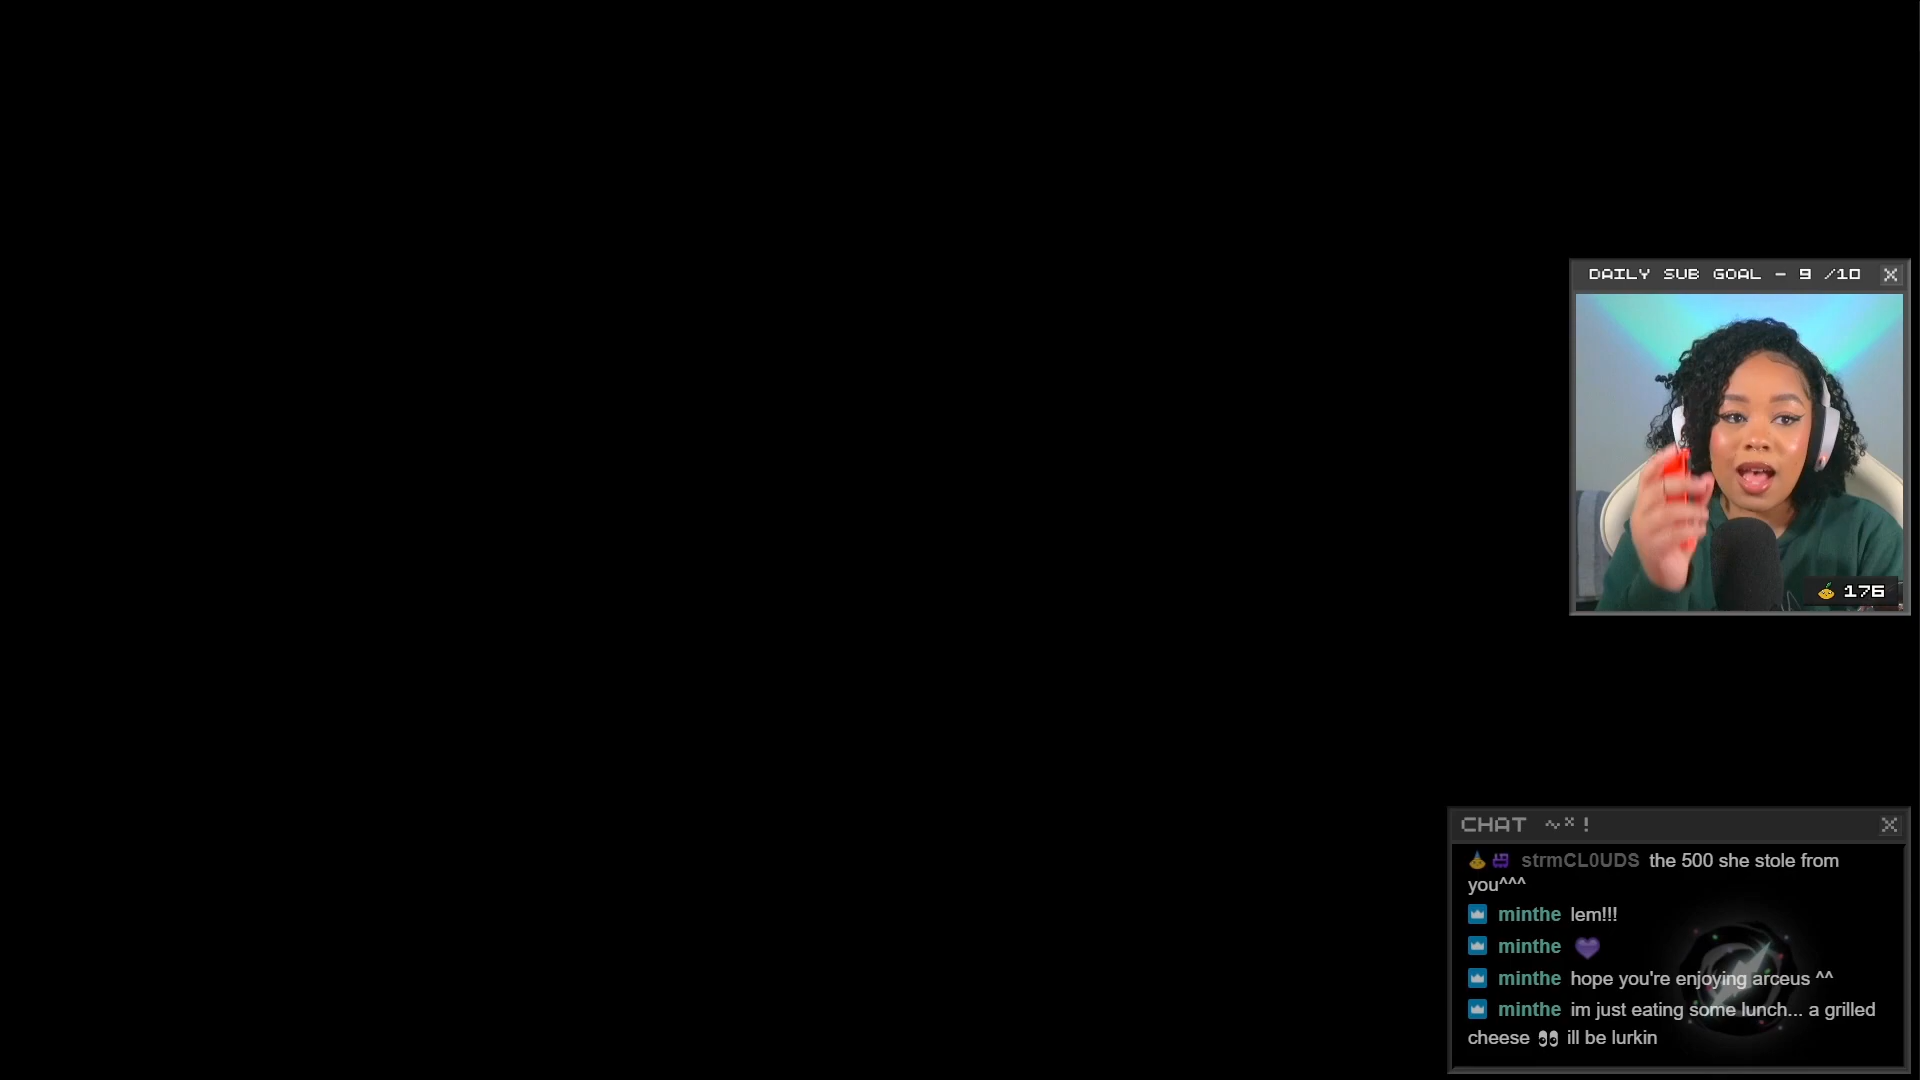 DAILY SUB GOAL - 9 /10
176
CHAT ~* !
strmCL0UDS the 500 she stole from
you^^^
minthe lem!!!
minthe 💜
minthe hope you're enjoying arceus ^^
minthe im just eating some lunch... a grilled
cheese 👀 ill be lurkin